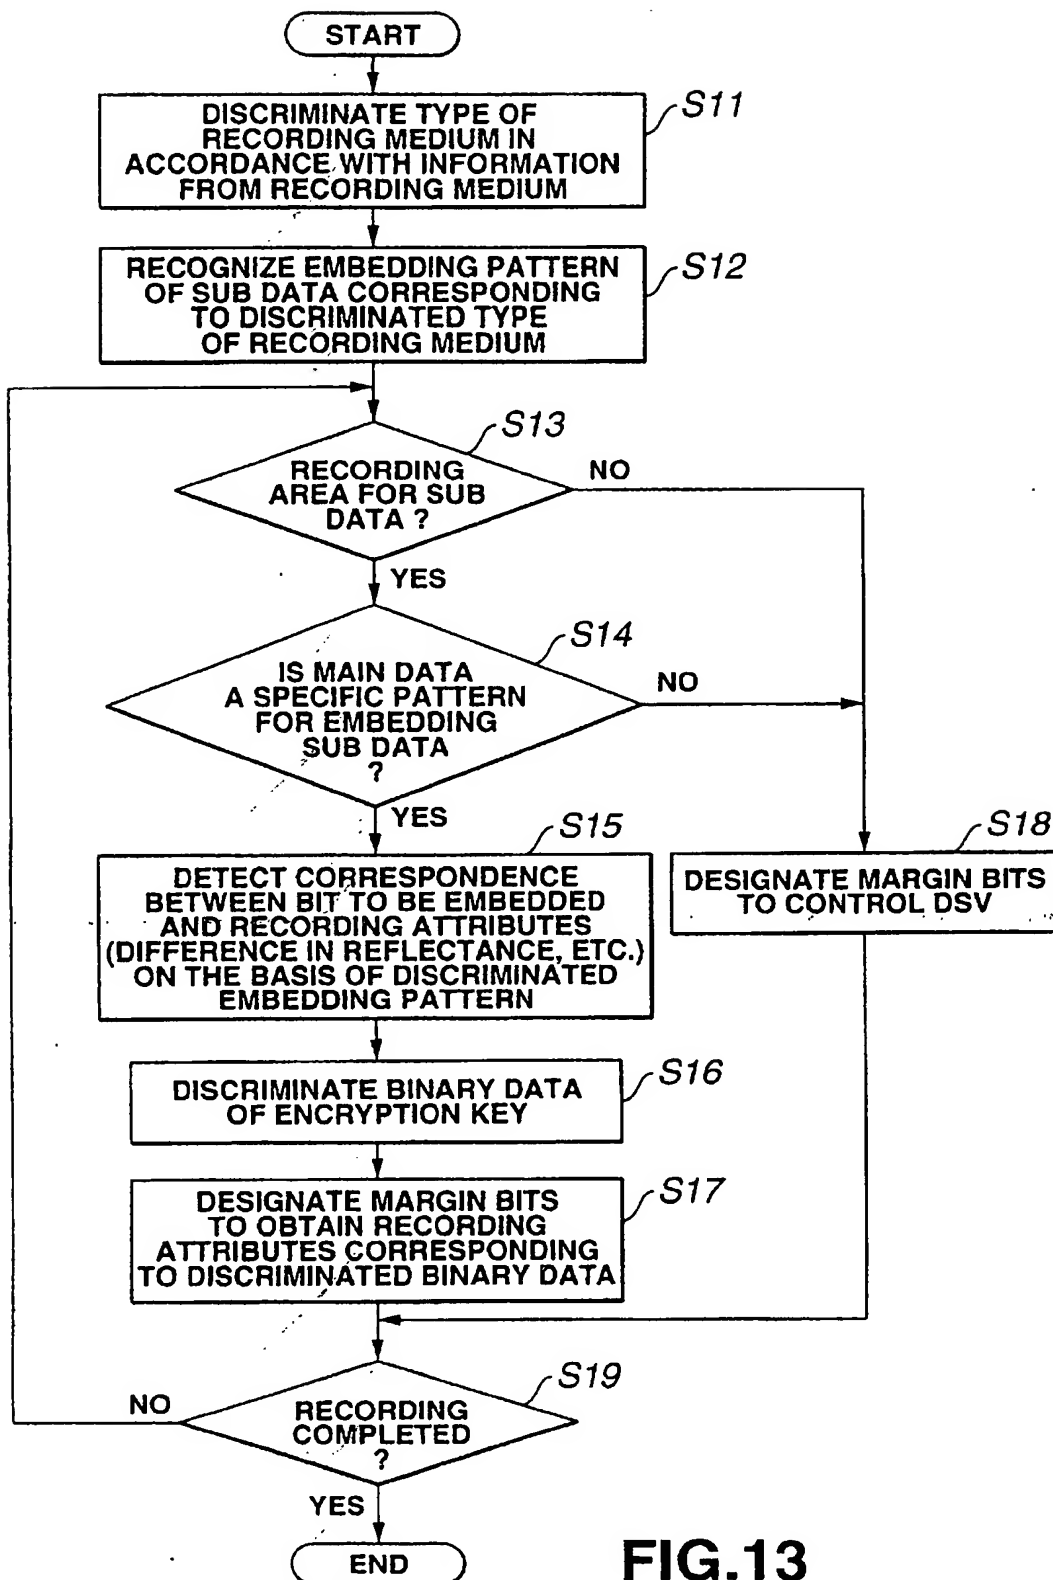 START
S11
DISCRIMINATE TYPE OF
RECORDING MEDIUM IN
ACCORDANCE WITH INFORMATION
FROM RECORDING MEDIUM
S12
RECOGNIZE EMBEDDING PATTERN
OF SUB DATA CORRESPONDING
TO DISCRIMINATED TYPE
OF RECORDING MEDIUM
S13
RECORDING
AREA FOR SUB
DATA ?
NO
YES
S14
IS MAIN DATA
A SPECIFIC PATTERN
FOR EMBEDDING
SUB DATA
?
NO
YES
S15
DETECT CORRESPONDENCE
BETWEEN BIT TO BE EMBEDDED
AND RECORDING ATTRIBUTES
(DIFFERENCE IN REFLECTANCE, ETC.)
ON THE BASIS OF DISCRIMINATED
EMBEDDING PATTERN
S18
DESIGNATE MARGIN BITS
TO CONTROL DSV
S16
DISCRIMINATE BINARY DATA
OF ENCRYPTION KEY
S17
DESIGNATE MARGIN BITS
TO OBTAIN RECORDING
ATTRIBUTES CORRESPONDING
TO DISCRIMINATED BINARY DATA
S19
NO
RECORDING
COMPLETED
?
YES
END
FIG.13